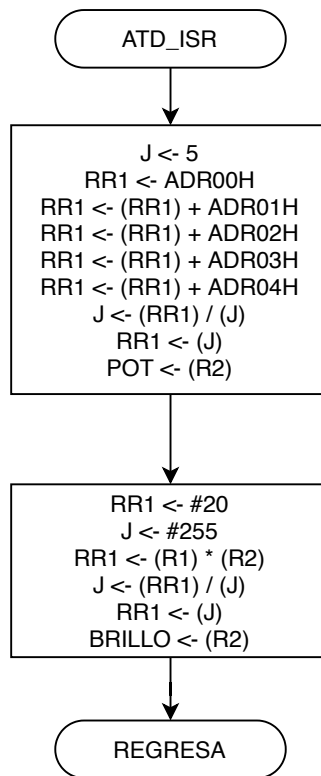 ATD_ISR
J <- 5
RR1 <- ADR00H
RR1 <- (RR1) + ADR01H
RR1 <- (RR1) + ADR02H
RR1 <- (RR1) + ADR03H
RR1 <- (RR1) + ADR04H
J <- (RR1) / (J)
RR1 <- (J)
POT <- (R2)
RR1 <- #20
J <- #255
RR1 <- (R1) * (R2)
J <- (RR1) / (J)
RR1 <- (J)
BRILLO <- (R2)
REGRESA